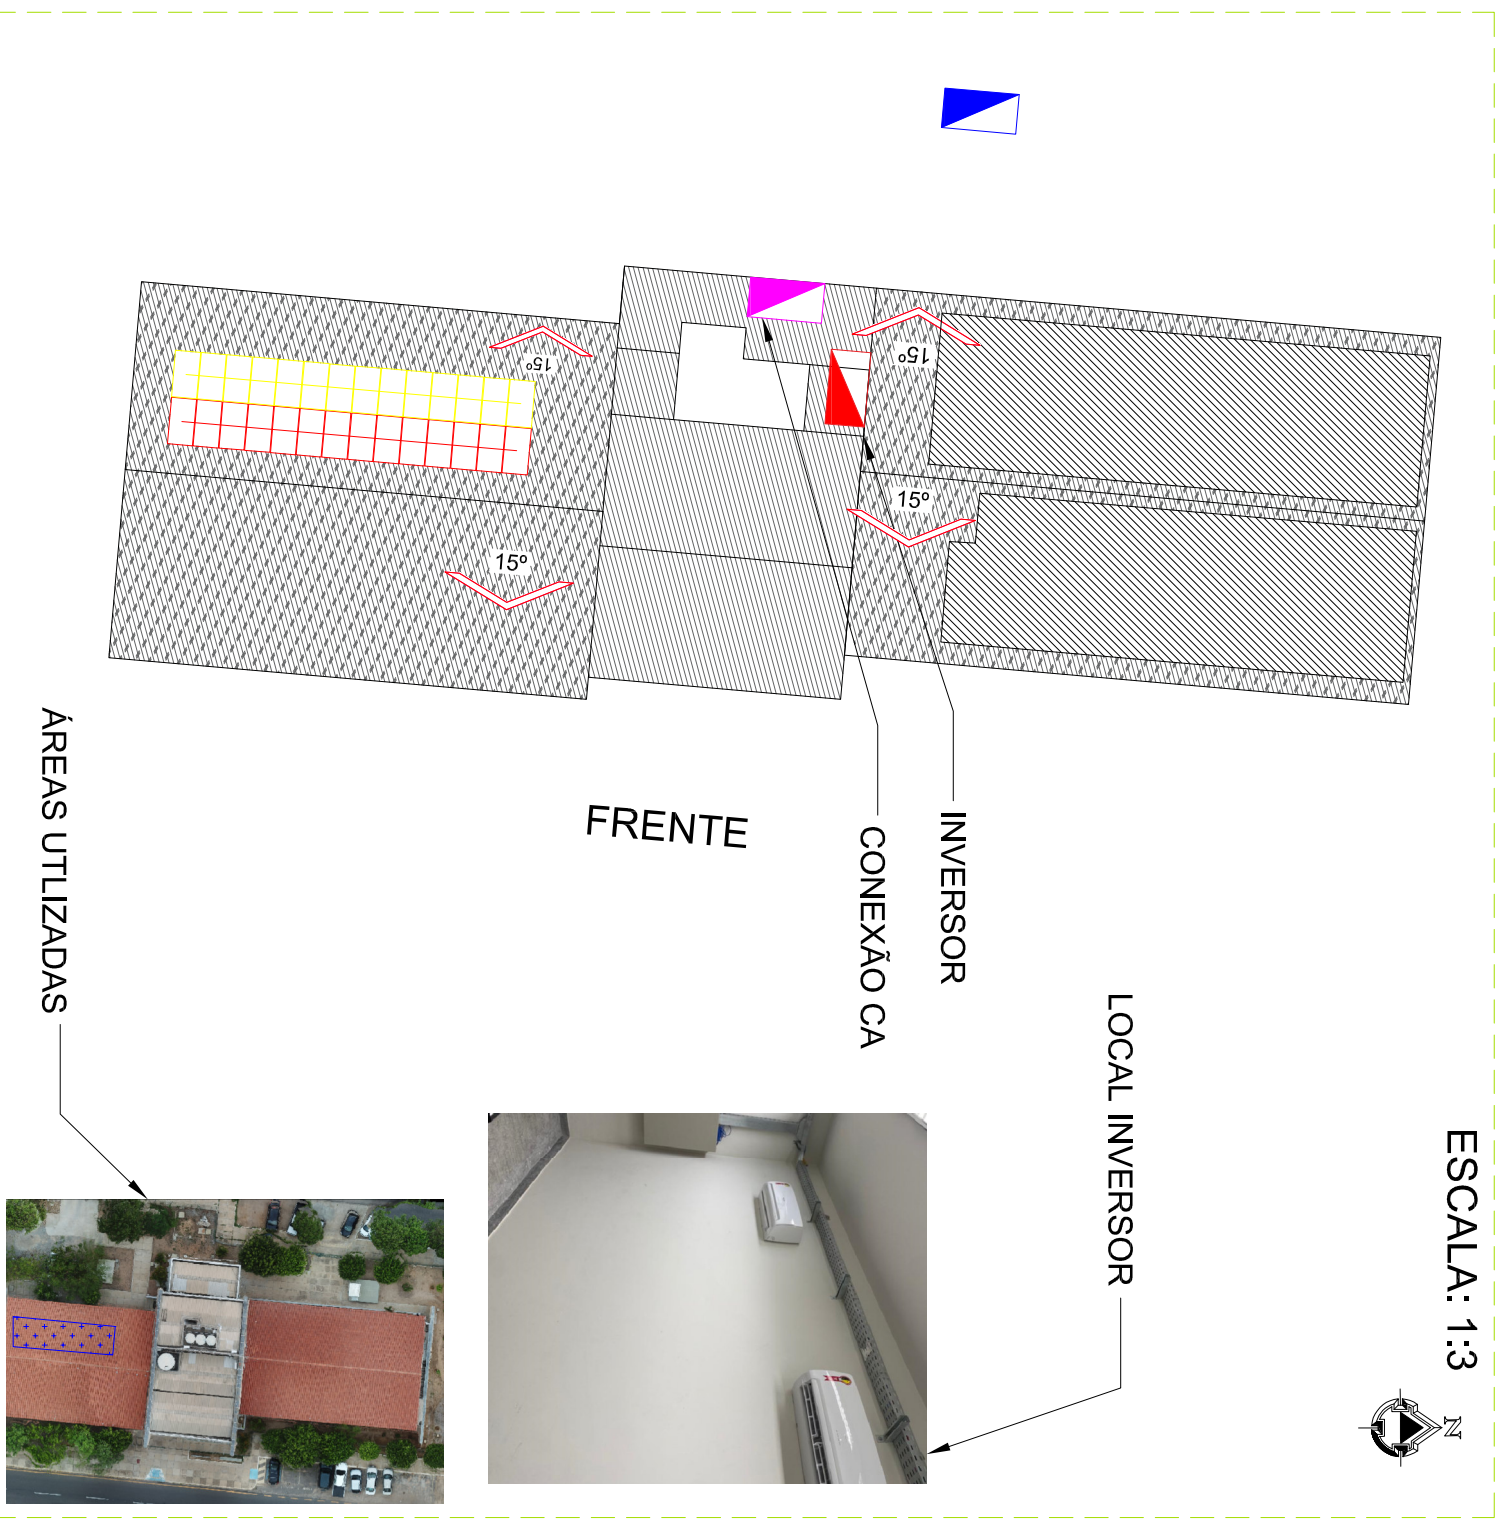 15º
15º
15º
15º
FRENTE
INVERSOR
CONEXÃO CA
ÁREAS UTLIZADAS
LOCAL INVERSOR
ESCALA: 1:3
N